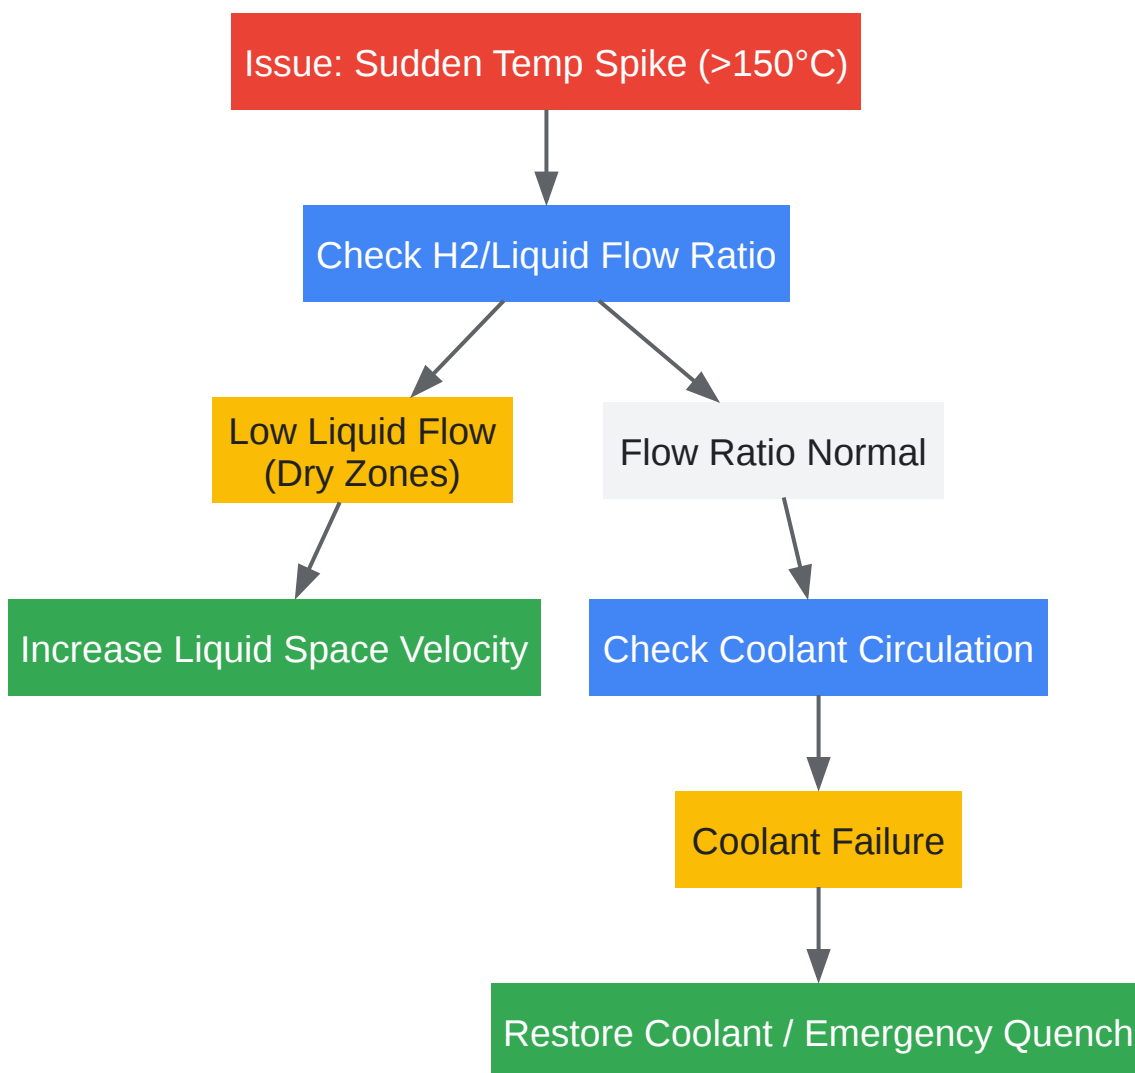 Issue: Sudden Temp Spike (>150°C)
Check H2/Liquid Flow Ratio
Low Liquid Flow
(Dry Zones)
Flow Ratio Normal
Increase Liquid Space Velocity
Check Coolant Circulation
Coolant Failure
Restore Coolant / Emergency Quench